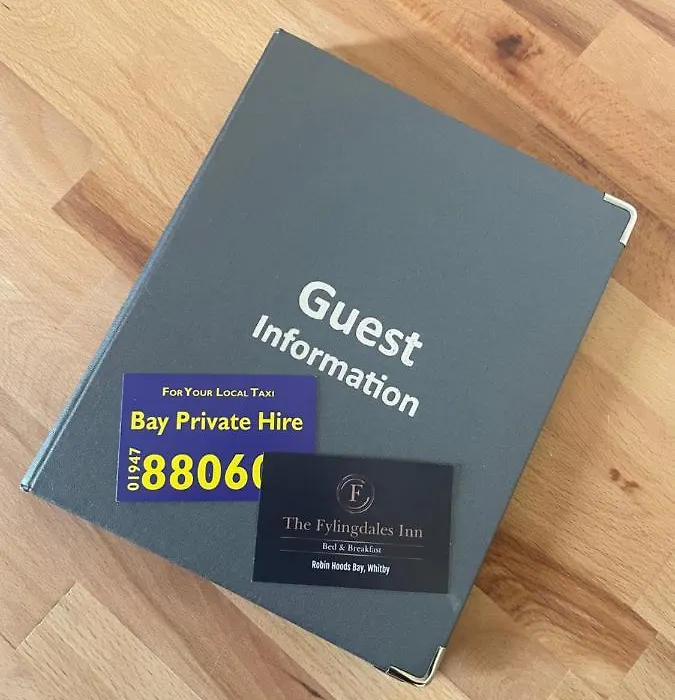 Guest
Information
For Your Local Taxi
Bay Private Hire
01947
F
The Fylingdales Inn
Bed & Breakfast
Robin Hoods Bay, Whitby